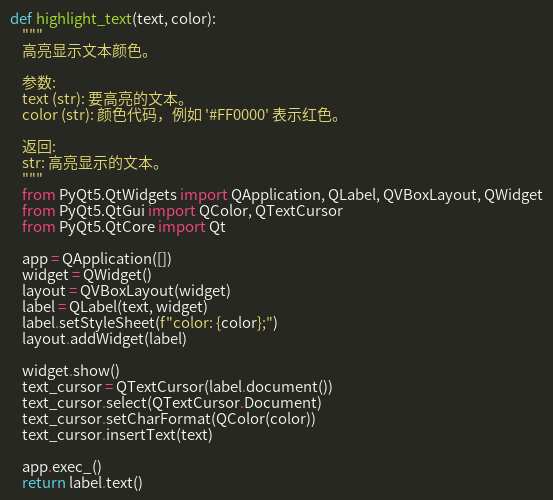 def highlight_text(text, color):
"""
高亮显示文本颜色。
参数:
text (str): 要高亮的文本。
color (str): 颜色代码，例如 '#FF0000' 表示红色。
返回:
str: 高亮显示的文本。
"""
from PyQt5.QtWidgets import QApplication, QLabel, QVBoxLayout, QWidget
from PyQt5.QtGui import QColor, QTextCursor
from PyQt5.QtCore import Qt
app = QApplication([])
widget = QWidget()
layout = QVBoxLayout(widget)
label = QLabel(text, widget)
label.setStyleSheet(f"color: {color};")
layout.addWidget(label)
widget.show()
text_cursor = QTextCursor(label.document())
text_cursor.select(QTextCursor.Document)
text_cursor.setCharFormat(QColor(color))
text_cursor.insertText(text)
app.exec_()
return label.text()